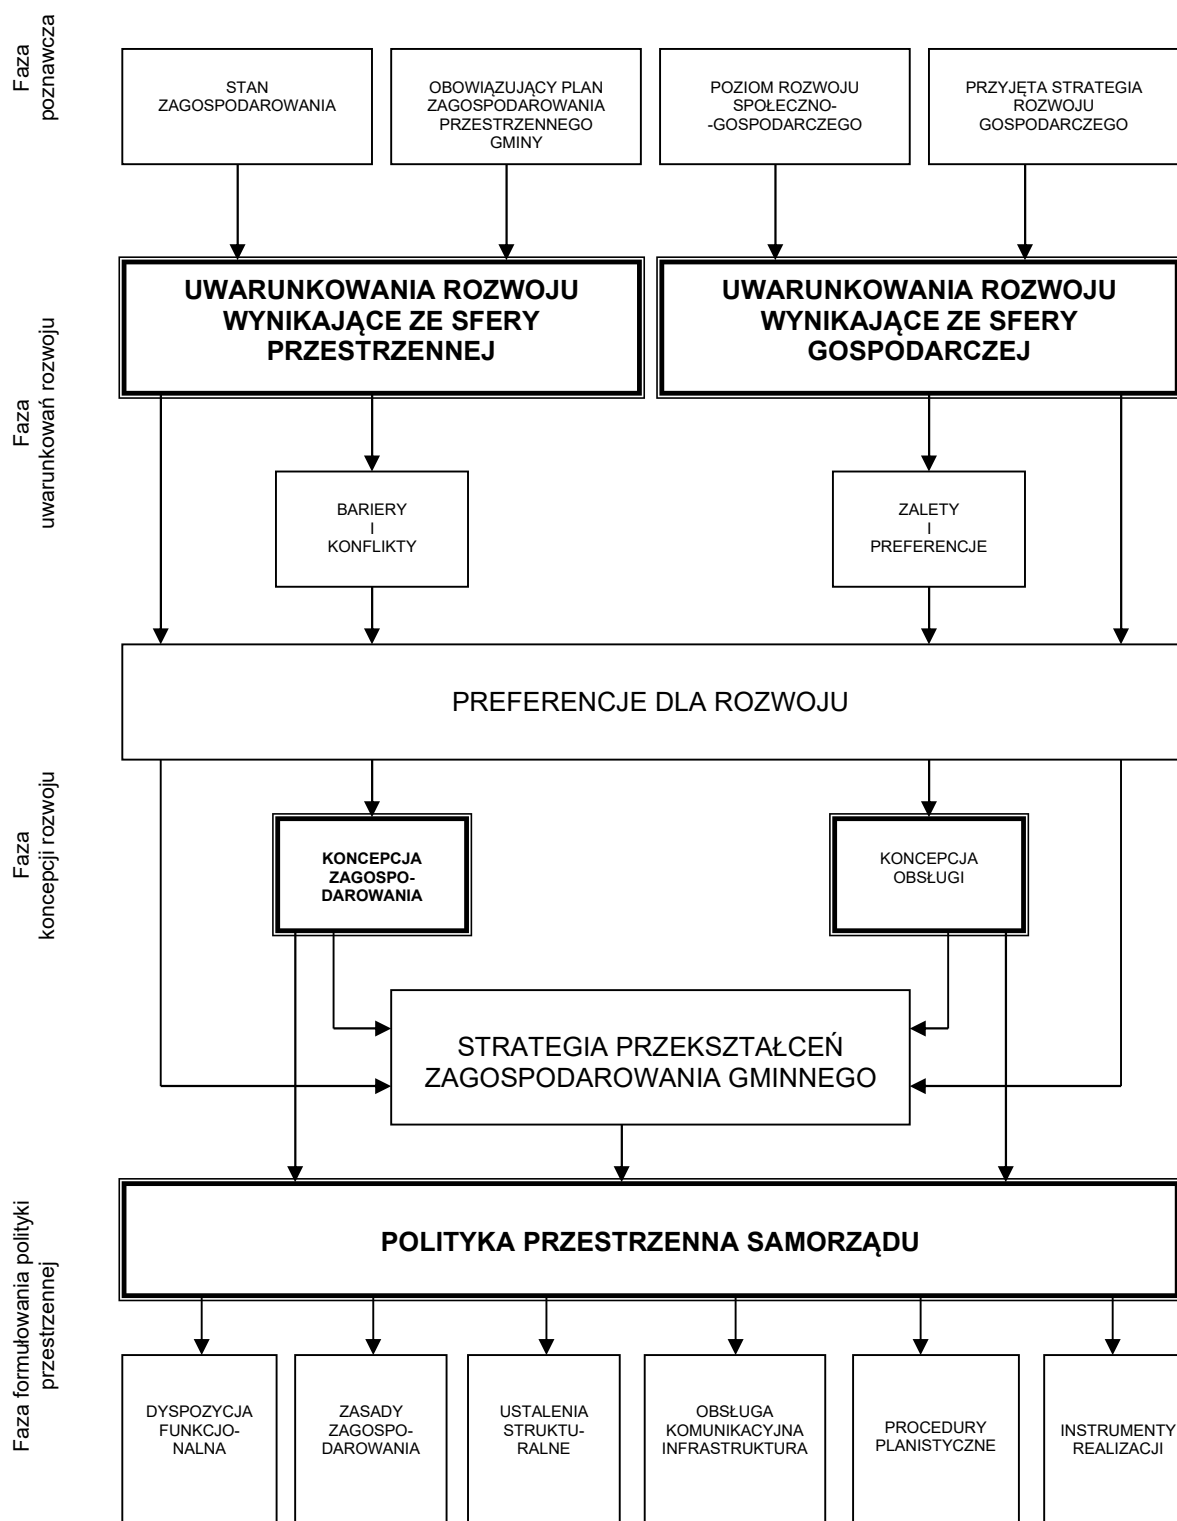 Faza
poznawcza
STAN
ZAGOSPODAROWANIA
OBOWIĄZUJĄCY PLAN
ZAGOSPODAROWANIA
PRZESTRZENNEGO
GMINY
POZIOM ROZWOJU
SPOŁECZNO-
-GOSPODARCZEGO
PRZYJĘTA STRATEGIA
ROZWOJU
GOSPODARCZEGO
Faza
uwarunkowań rozwoju
UWARUNKOWANIA ROZWOJU
WYNIKAJĄCE ZE SFERY
PRZESTRZENNEJ
UWARUNKOWANIA ROZWOJU
WYNIKAJĄCE ZE SFERY
GOSPODARCZEJ
BARIERY
I
KONFLIKTY
ZALETY
I
PREFERENCJE
PREFERENCJE DLA ROZWOJU
Faza
koncepcji rozwoju
KONCEPCJA
ZAGOSPO-
DAROWANIA
KONCEPCJA
OBSŁUGI
STRATEGIA PRZEKSZTAŁCEŃ
ZAGOSPODAROWANIA GMINNEGO
Faza formułowania polityki
przestrzennej
POLITYKA PRZESTRZENNA SAMORZĄDU
DYSPOZYCJA
FUNKCJO-
NALNA
ZASADY
ZAGOSPO-
DAROWANIA
USTALENIA
STRUKTU-
RALNE
OBSŁUGA
KOMUNIKACYJNA
INFRASTRUKTURA
PROCEDURY
PLANISTYCZNE
INSTRUMENTY
REALIZACJI